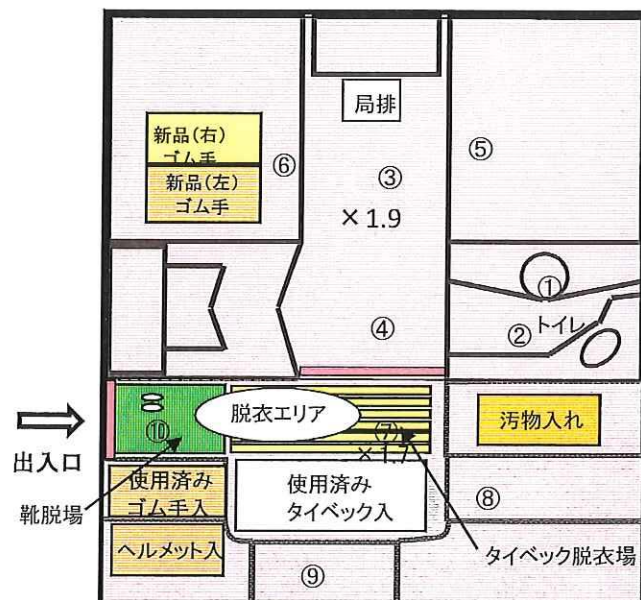 局排
新品(右)
ゴム手
新品(左)
ゴム手
⑥
③
⑤
×1.9
①
④
②
トイレ
出入口
⑩
脱衣エリア
⑦
×1.7
汚物入れ
靴脱場
使用済み
ゴム手入
使用済み
タイベック入
⑧
ヘルメット入
⑨
タイベック脱衣場